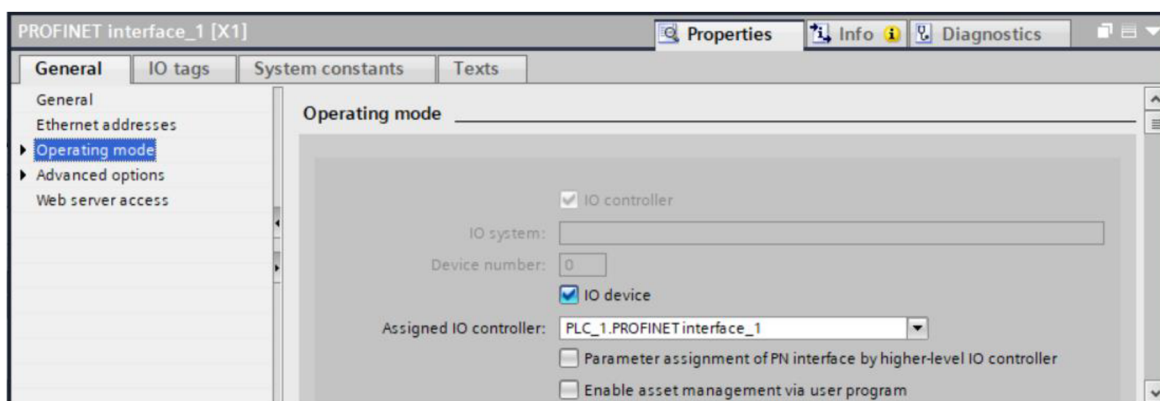 PROFINET interface_1 [X1]
Properties
Info
Diagnostics
General
IO tags
System constants
Texts
General
Ethernet addresses
Operating mode
Advanced options
Web server access
Operating mode
IO controller
IO system:
Device number: 0
IO device
Assigned IO controller: PLC_1.PROFINET interface_1
Parameter assignment of PN interface by higher-level IO controller
Enable asset management via user program